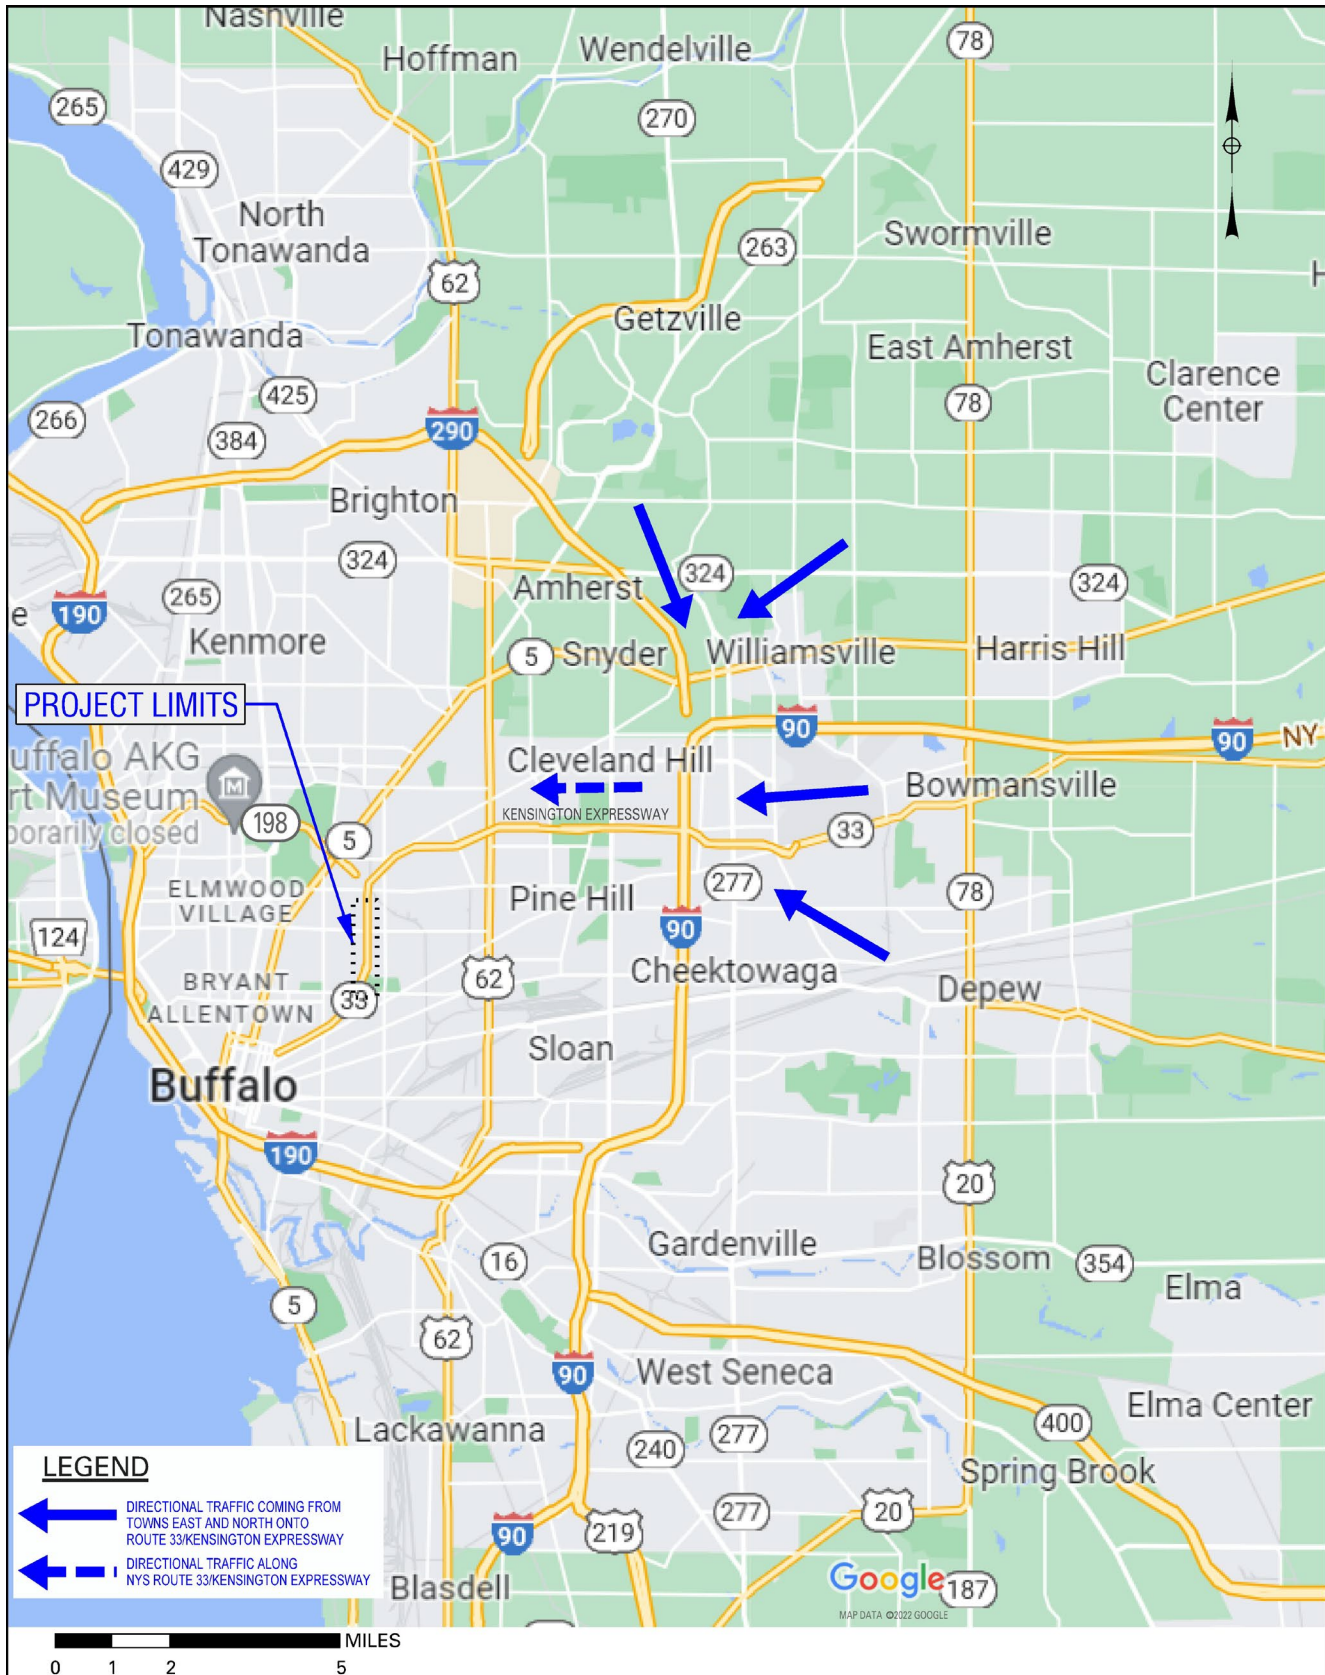 Nashville
Hoffman
Wendelville
78
265
270
429
North
Tonawanda
263
Swormville
62
H
Getzville
Tonawanda
East Amherst
Clarence
Center
425
78
266
384
290
Brighton
324
324
324
Amherst
265
190
e
Kenmore
5
Snyder
Williamsville
Harris Hill
PROJECT LIMITS
90
90
NY
uffalo AKG
rt Museum
porarily closed
Cleveland Hill
Bowmansville
KENSINGTON EXPRESSWAY
198
5
33
ELMWOOD
VILLAGE
Pine Hill
277
78
124
90
BRYANT
ALLENTOWN
33
62
Cheektowaga
Depew
Sloan
Buffalo
190
20
16
Gardenville
Blossom
354
Elma
5
62
90
West Seneca
Elma Center
Lackawanna
240
277
400
Spring Brook
277
20
90
219
Blasdell
187
LEGEND
DIRECTIONAL TRAFFIC COMING FROM
TOWNS EAST AND NORTH ONTO
ROUTE 33/KENSINGTON EXPRESSWAY
DIRECTIONAL TRAFFIC ALONG
NYS ROUTE 33/KENSINGTON EXPRESSWAY
Google
MAP DATA ©2022 GOOGLE
MILES
0 1 2 5